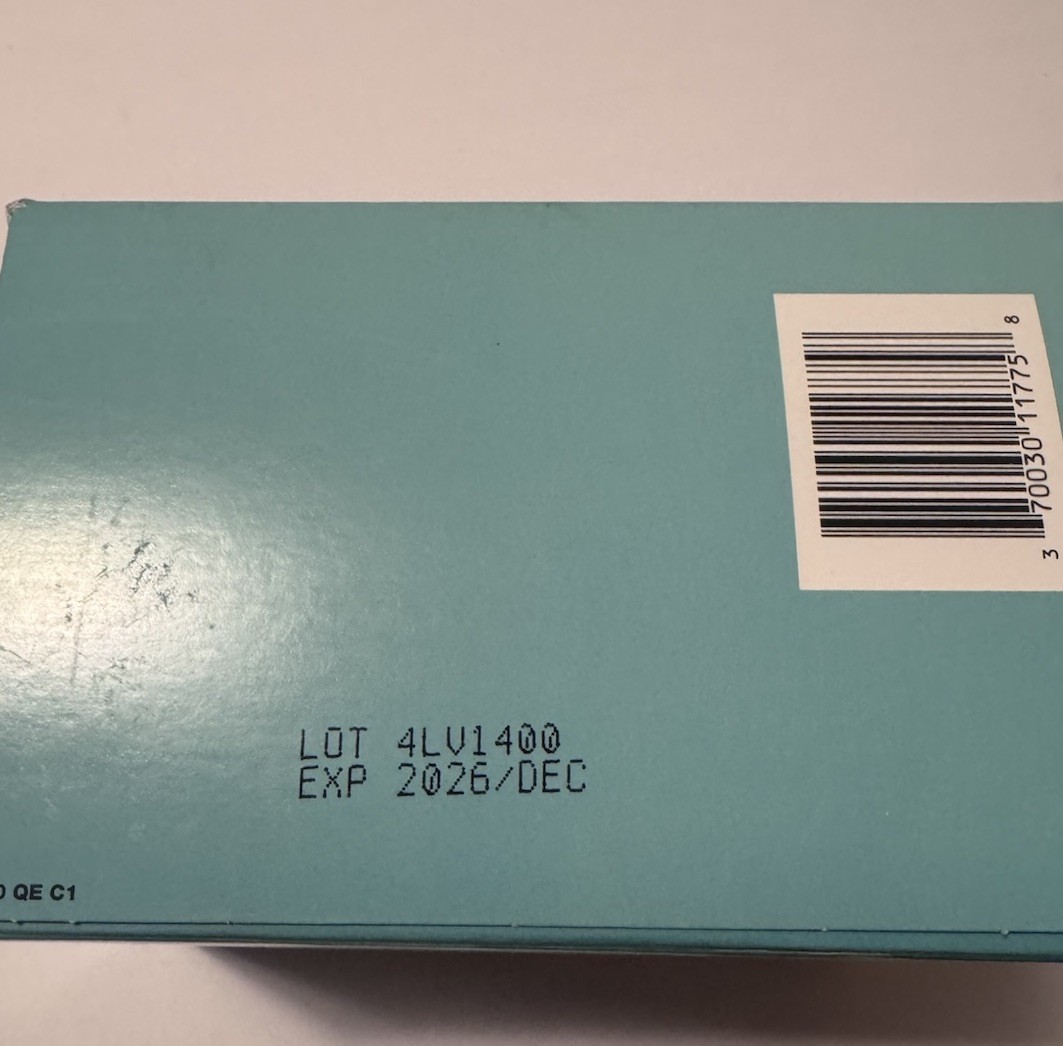 3 70030 11775 8
LOT 4LV1400
EXP 2026/DEC
QE C1